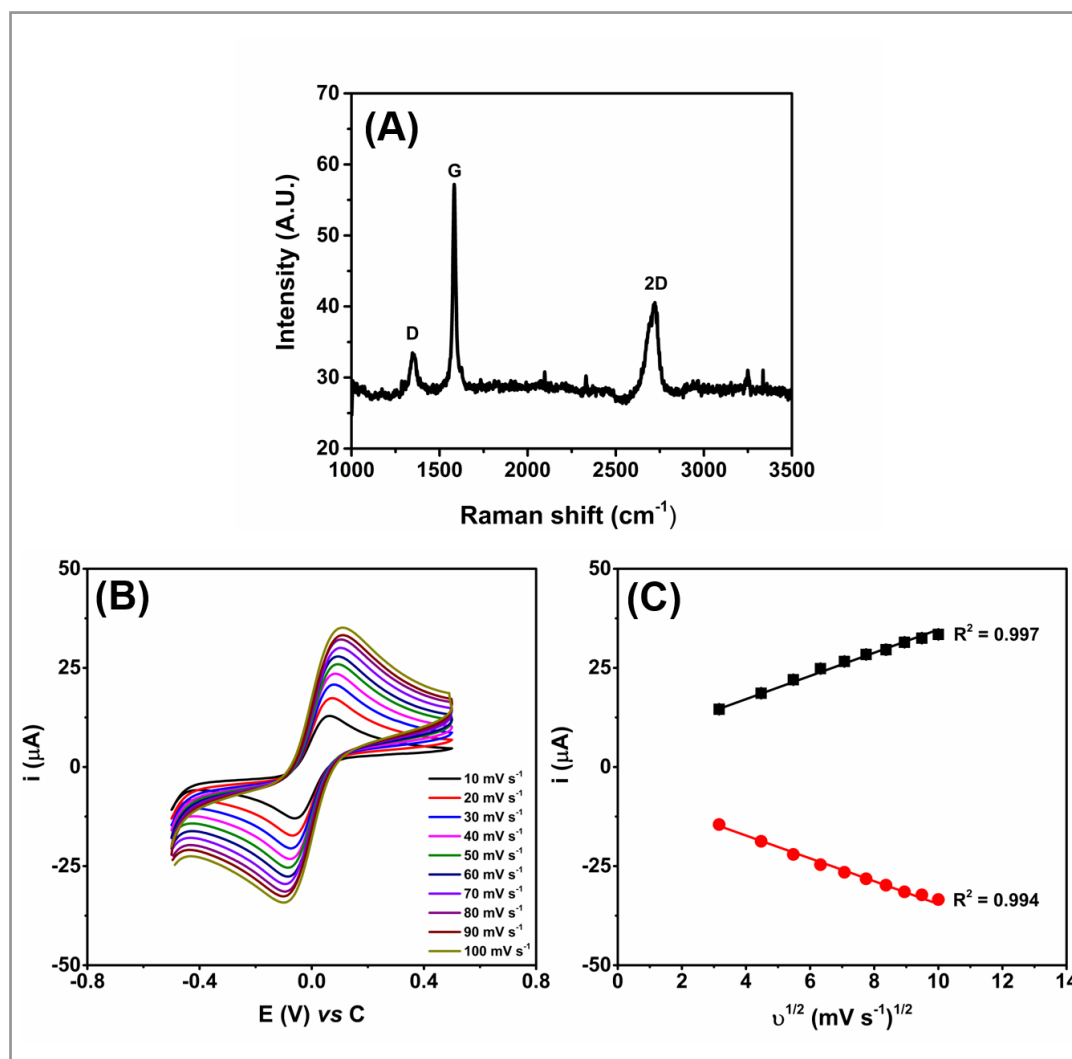 (A)
70
60
50
40
30
20
Intensity (A.U.)
D
G
2D
1000 1500 2000 2500 3000 3500
Raman shift (cm⁻¹)
(B)
50
25
0
-25
-50
i (μA)
10 mV s⁻¹
20 mV s⁻¹
30 mV s⁻¹
40 mV s⁻¹
50 mV s⁻¹
60 mV s⁻¹
70 mV s⁻¹
80 mV s⁻¹
90 mV s⁻¹
100 mV s⁻¹
-0.8 -0.4 0.0 0.4 0.8
E (V) vs C
(C)
50
25
0
-25
-50
i (μA)
R² = 0.997
R² = 0.994
0 2 4 6 8 10 12 14
υ¹ᐟ² (mV s⁻¹)¹ᐟ²